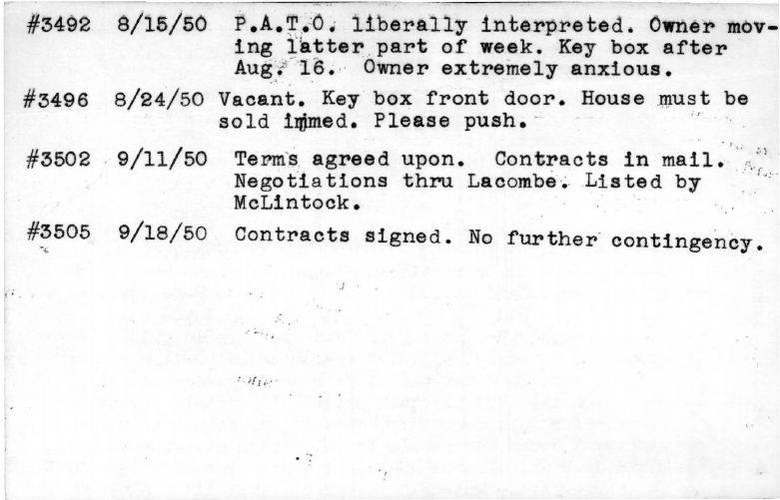 #3492 8/15/50 P.A.T.O. liberally interpreted. Owner mov-
ing latter part of week. Key box after
Aug. 16. Owner extremely anxious.
#3496 8/24/50 Vacant. Key box front door. House must be
sold immed. Please push.
#3502 9/11/50 Terms agreed upon. Contracts in mail.
Negotiations thru Lacombe. Listed by
McLintock.
#3505 9/18/50 Contracts signed. No further contingency.